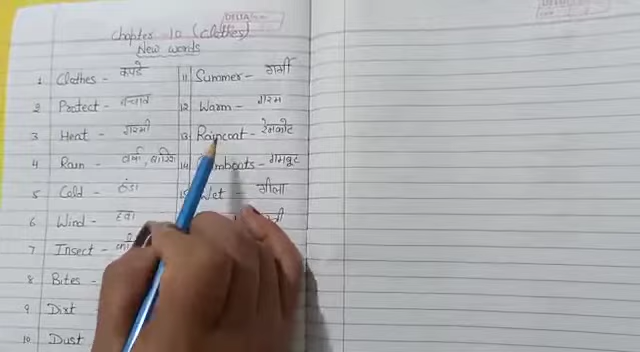 Chapter 10 (Clothes)
New words
1 Clothes - कपडे
2 Protect - बचाव
3 Heat - गरमी
4 Rain - वर्षा, बारिश
5 Cold - ठंडा
6 Wind - हवा
7 Insect -
8 Bites -
9 Dirt
10 Dust
11 Summer - गर्मी
12 Warm - गरम
13 Raincoat - रेनकोट
14 गमबूट
15 Wet - गीला